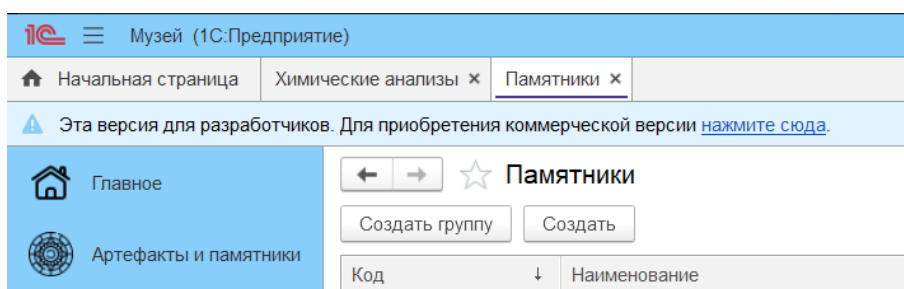 1С Музей (1С:Предприятие)
Начальная страница Химические анализы × Памятники ×
Эта версия для разработчиков. Для приобретения коммерческой версии нажмите сюда.
Главное
Памятники
Создать группу Создать
Артефакты и памятники
Код ↓ Наименование